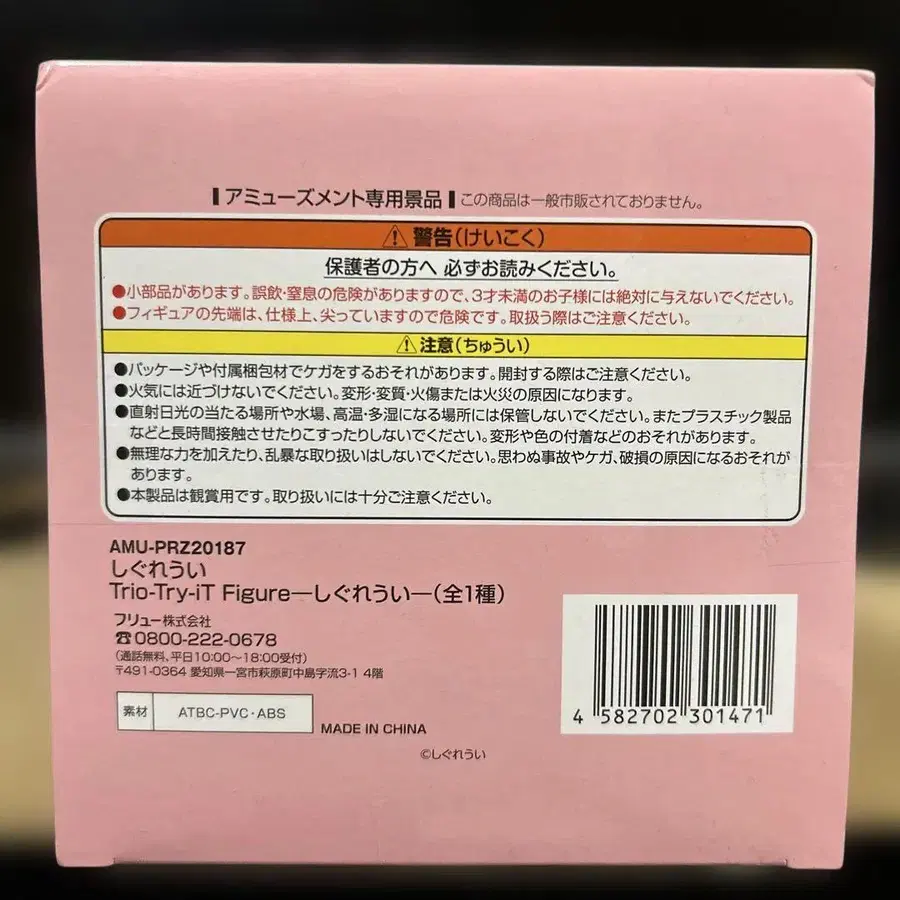 アミューズメント専用景品 この商品は一般市販されておりません。
⚠警告(けいこく)
保護者の方へ 必ずお読みください。
●小部品があります。誤飲・窒息の危険がありますので、3才未満のお子様には絶対に与えないでください。
●フィギュアの先端は、仕様上、尖っていますので危険です。取扱う際はご注意ください。
⚠注意(ちゅうい)
●パッケージや付属梱包材でケガをするおそれがあります。開封する際はご注意ください。
●火気には近づけないでください。変形・変質・火傷または火災の原因になります。
●直射日光の当たる場所や水場、高温・多湿になる場所には保管しないでください。またプラスチック製品
などと長時間接触させたりこすったりしないでください。変形や色の付着などのおそれがあります。
●無理な力を加えたり、乱暴な取り扱いはしないでください。思わぬ事故やケガ、破損の原因になるおそれが
あります。
●本製品は観賞用です。取り扱いには十分ご注意ください。
AMU-PRZ20187
しぐれうい
Trio-Try-iT Figure—しぐれうい—(全1種)
フリュー株式会社
☎0800-222-0678
(通話無料、平日10:00〜18:00受付)
〒491-0364 愛知県一宮市萩原町中島字流3-1 4階
素材 ATBC-PVC・ABS
MADE IN CHINA
4 582702 301471
©しぐれうい